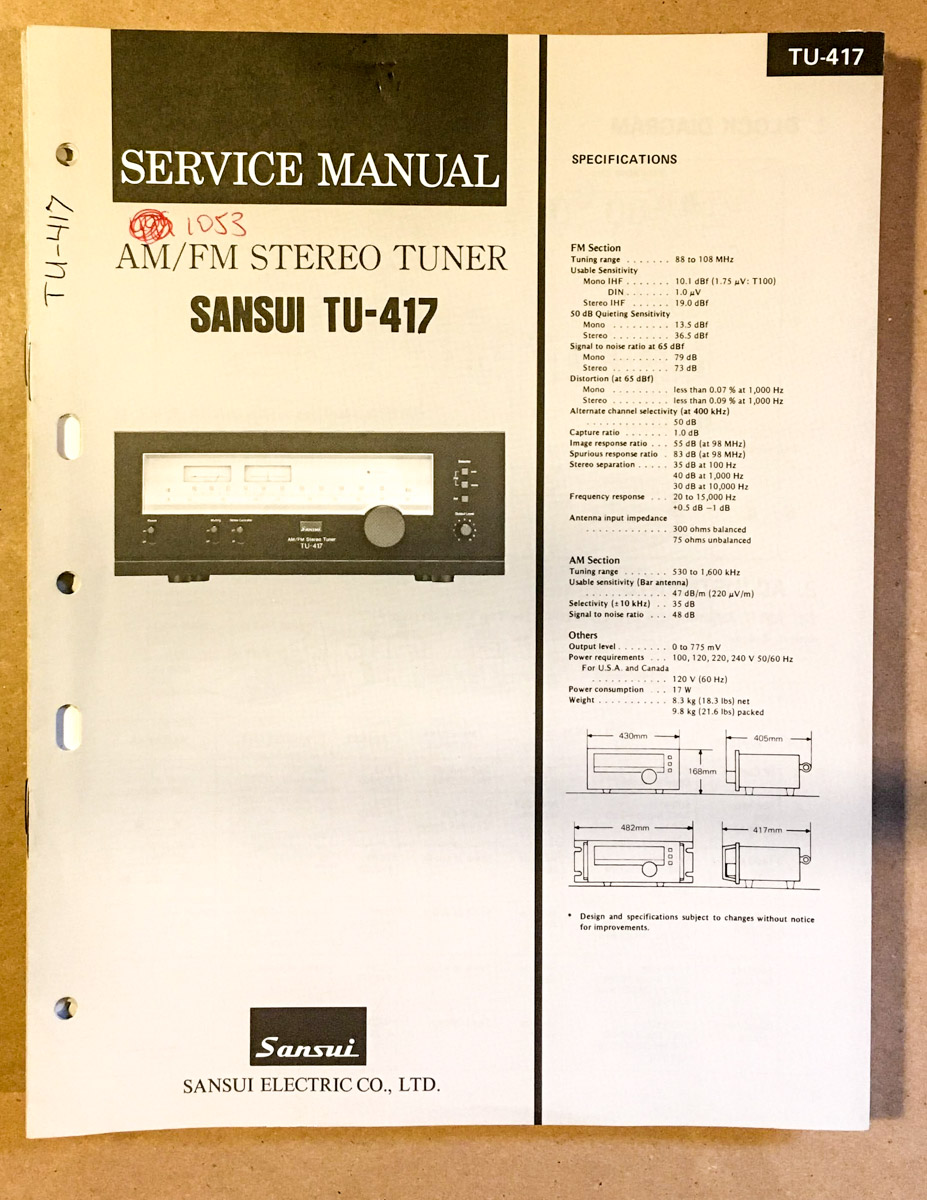 TU-417
SERVICE MANUAL
1053
TU-417
AM/FM STEREO TUNER
SANSUI TU-417
Sansui
AM/FM Stereo Tuner
TU-417
Power
Muting
Output Level
Sansui
SANSUI ELECTRIC CO., LTD.
SPECIFICATIONS
FM Section
Tuning range . . . . . . . 88 to 108 MHz
Usable Sensitivity
Mono IHF . . . . . . . 10.1 dBf (1.75 μV: T100)
DIN . . . . . . . 1.0 μV
Stereo IHF . . . . . . 19.0 dBf
50 dB Quieting Sensitivity
Mono . . . . . . . . . 13.5 dBf
Stereo . . . . . . . . . 36.5 dBf
Signal to noise ratio at 65 dBf
Mono . . . . . . . . . 79 dB
Stereo . . . . . . . . . 73 dB
Distortion (at 65 dBf)
Mono . . . . . . . . . less than 0.07 % at 1,000 Hz
Stereo . . . . . . . . . less than 0.09 % at 1,000 Hz
Alternate channel selectivity (at 400 kHz)
. . . . . . . . . . . . . 50 dB
Capture ratio . . . . . . . 1.0 dB
Image response ratio . . . 55 dB (at 98 MHz)
Spurious response ratio . 83 dB (at 98 MHz)
Stereo separation . . . . . 35 dB at 100 Hz
40 dB at 1,000 Hz
30 dB at 10,000 Hz
Frequency response . . . 20 to 15,000 Hz
+0.5 dB −1 dB
Antenna input impedance
. . . . . . . . . . . . . 300 ohms balanced
75 ohms unbalanced
AM Section
Tuning range . . . . . . . 530 to 1,600 kHz
Usable sensitivity (Bar antenna)
. . . . . . . . . . . . . 47 dB/m (220 μV/m)
Selectivity (±10 kHz) . . 35 dB
Signal to noise ratio . . . 48 dB
Others
Output level . . . . . . . . 0 to 775 mV
Power requirements . . . 100, 120, 220, 240 V 50/60 Hz
For U.S.A. and Canada
. . . . . . . . . . . . 120 V (60 Hz)
Power consumption . . . 17 W
Weight . . . . . . . . . . . 8.3 kg (18.3 lbs) net
9.8 kg (21.6 lbs) packed
430mm
405mm
168mm
482mm
417mm
* Design and specifications subject to changes without notice
for improvements.